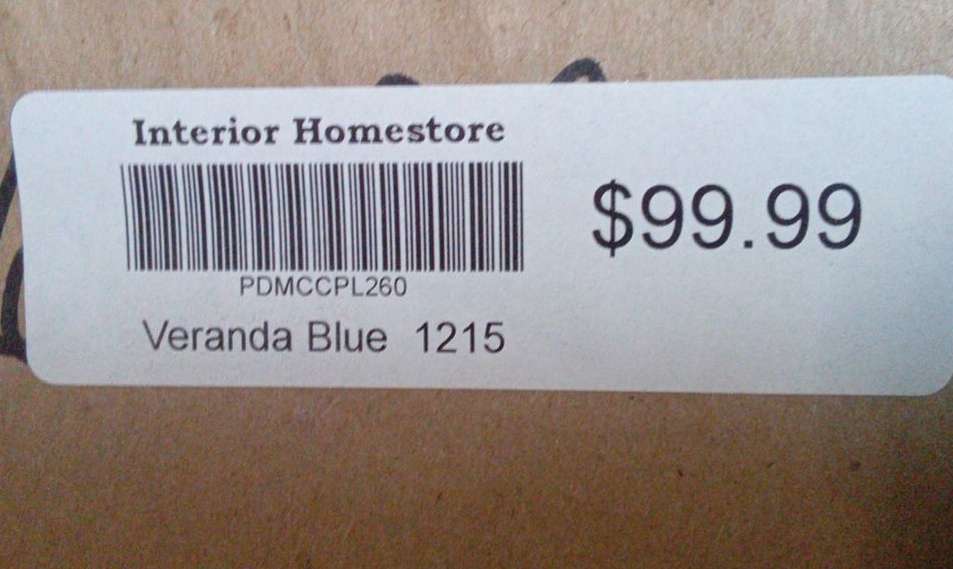 Interior Homestore
$99.99
PDMCCPL260
Veranda Blue 1215